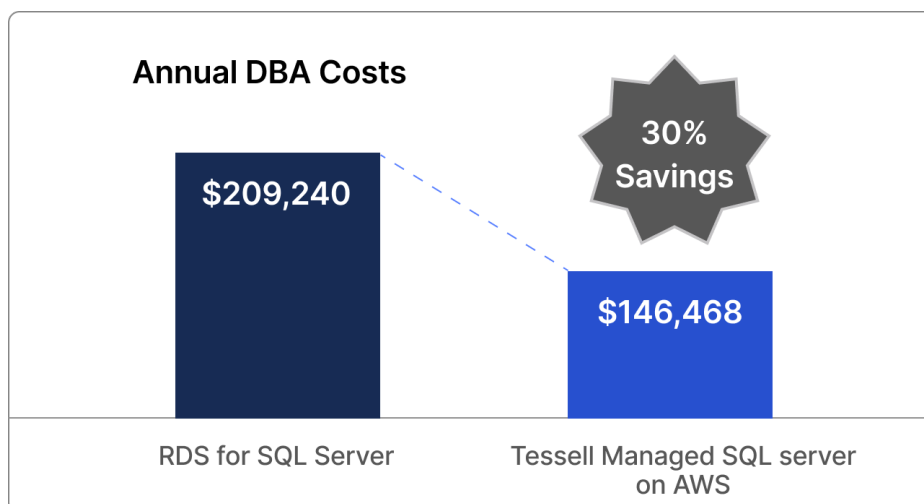 Annual DBA Costs
30%
Savings
$209,240
$146,468
RDS for SQL Server
Tessell Managed SQL server
on AWS